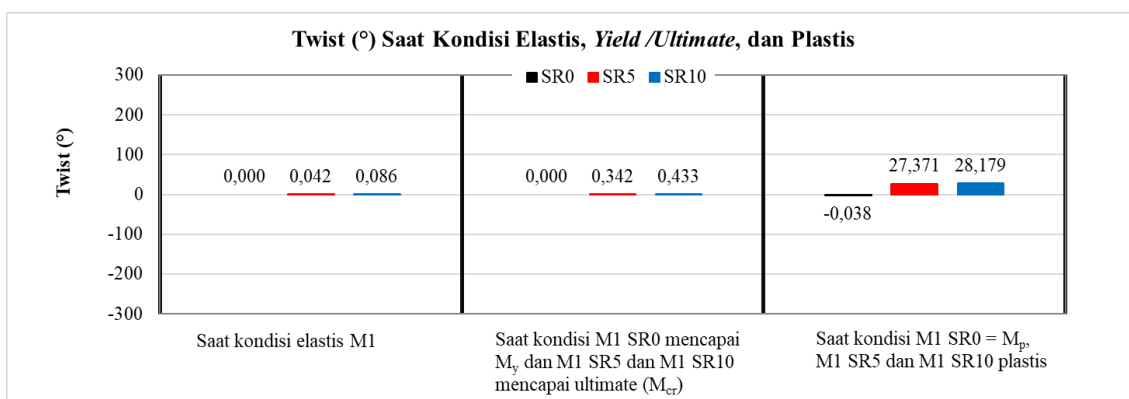 Twist (°) Saat Kondisi Elastis, Yield /Ultimate, dan Plastis
SR0 SR5 SR10
Twist (°)
300
200
100
0
-100
-200
-300
0,000 0,042 0,086
0,000 0,342 0,433
-0,038 27,371 28,179
Saat kondisi elastis M1
Saat kondisi M1 SR0 mencapai
My dan M1 SR5 dan M1 SR10
mencapai ultimate (Mcr)
Saat kondisi M1 SR0 = Mp,
M1 SR5 dan M1 SR10 plastis